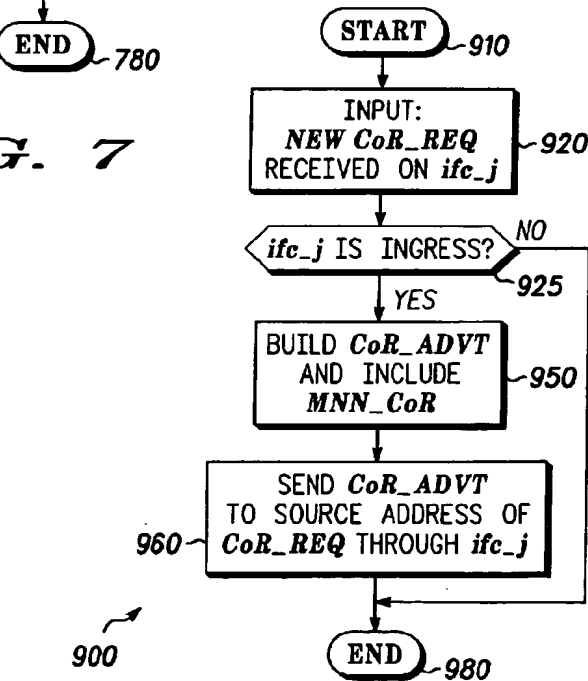 END
780
G. 7
START
910
INPUT:
NEW CoR_REQ
RECEIVED ON ifc_j
920
ifc_j IS INGRESS?
NO
925
YES
BUILD CoR_ADVT
AND INCLUDE
MNN_CoR
950
SEND CoR_ADVT
TO SOURCE ADDRESS OF
CoR_REQ THROUGH ifc_j
960
900
END
980